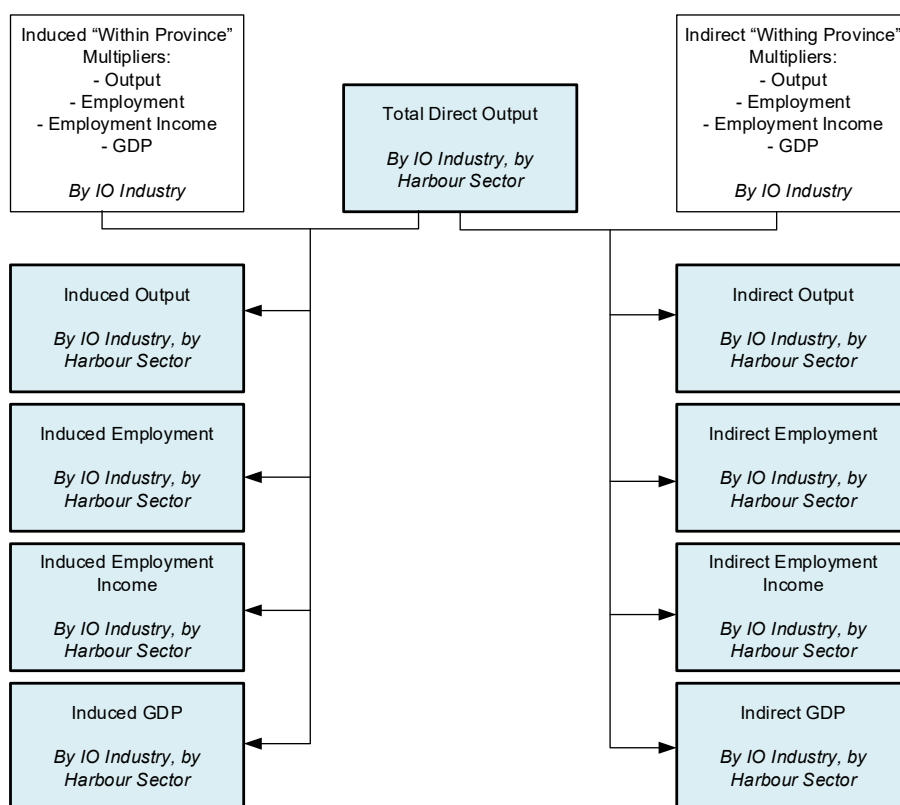 Induced “Within Province”
Multipliers:
- Output
- Employment
- Employment Income
- GDP
By IO Industry
Total Direct Output
By IO Industry, by
Harbour Sector
Indirect “Withing Province”
Multipliers:
- Output
- Employment
- Employment Income
- GDP
By IO Industry
Induced Output
By IO Industry, by
Harbour Sector
Indirect Output
By IO Industry, by
Harbour Sector
Induced Employment
By IO Industry, by
Harbour Sector
Indirect Employment
By IO Industry, by
Harbour Sector
Induced Employment
Income
By IO Industry, by
Harbour Sector
Indirect Employment
Income
By IO Industry, by
Harbour Sector
Induced GDP
By IO Industry, by
Harbour Sector
Indirect GDP
By IO Industry, by
Harbour Sector